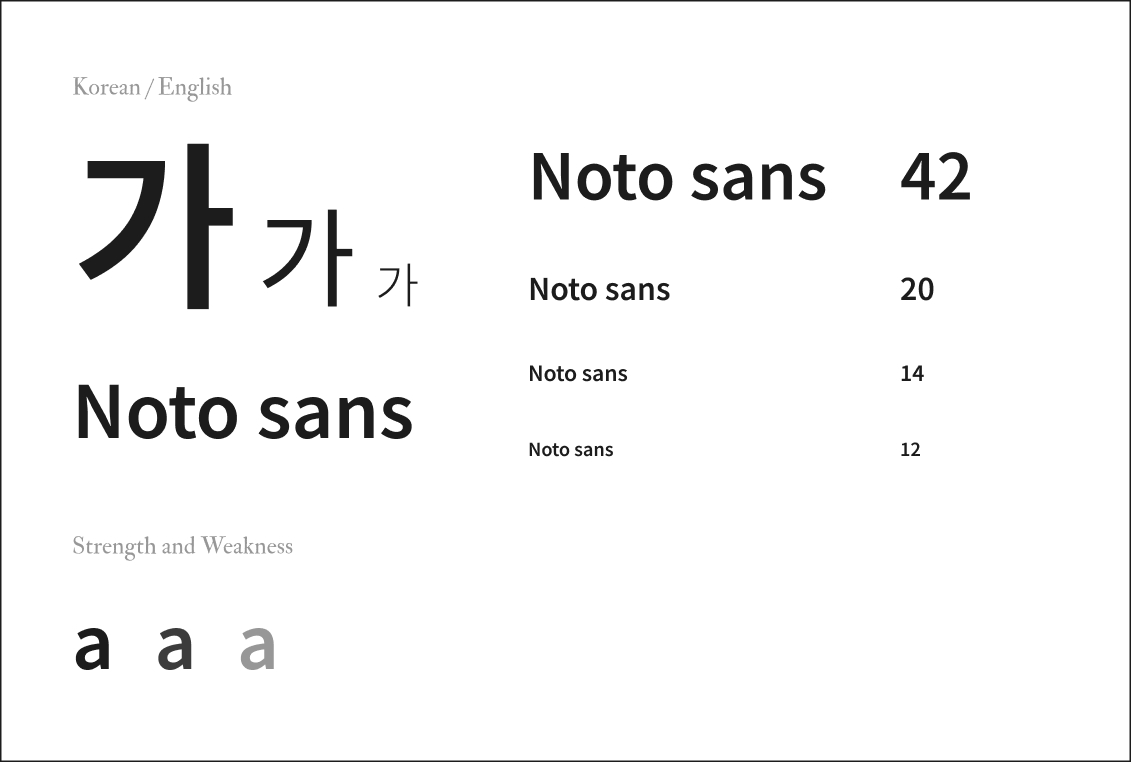 Korean / English
가 가 가
Noto sans
Noto sans 42
Noto sans 20
Noto sans 14
Noto sans 12
Strength and Weakness
a a a